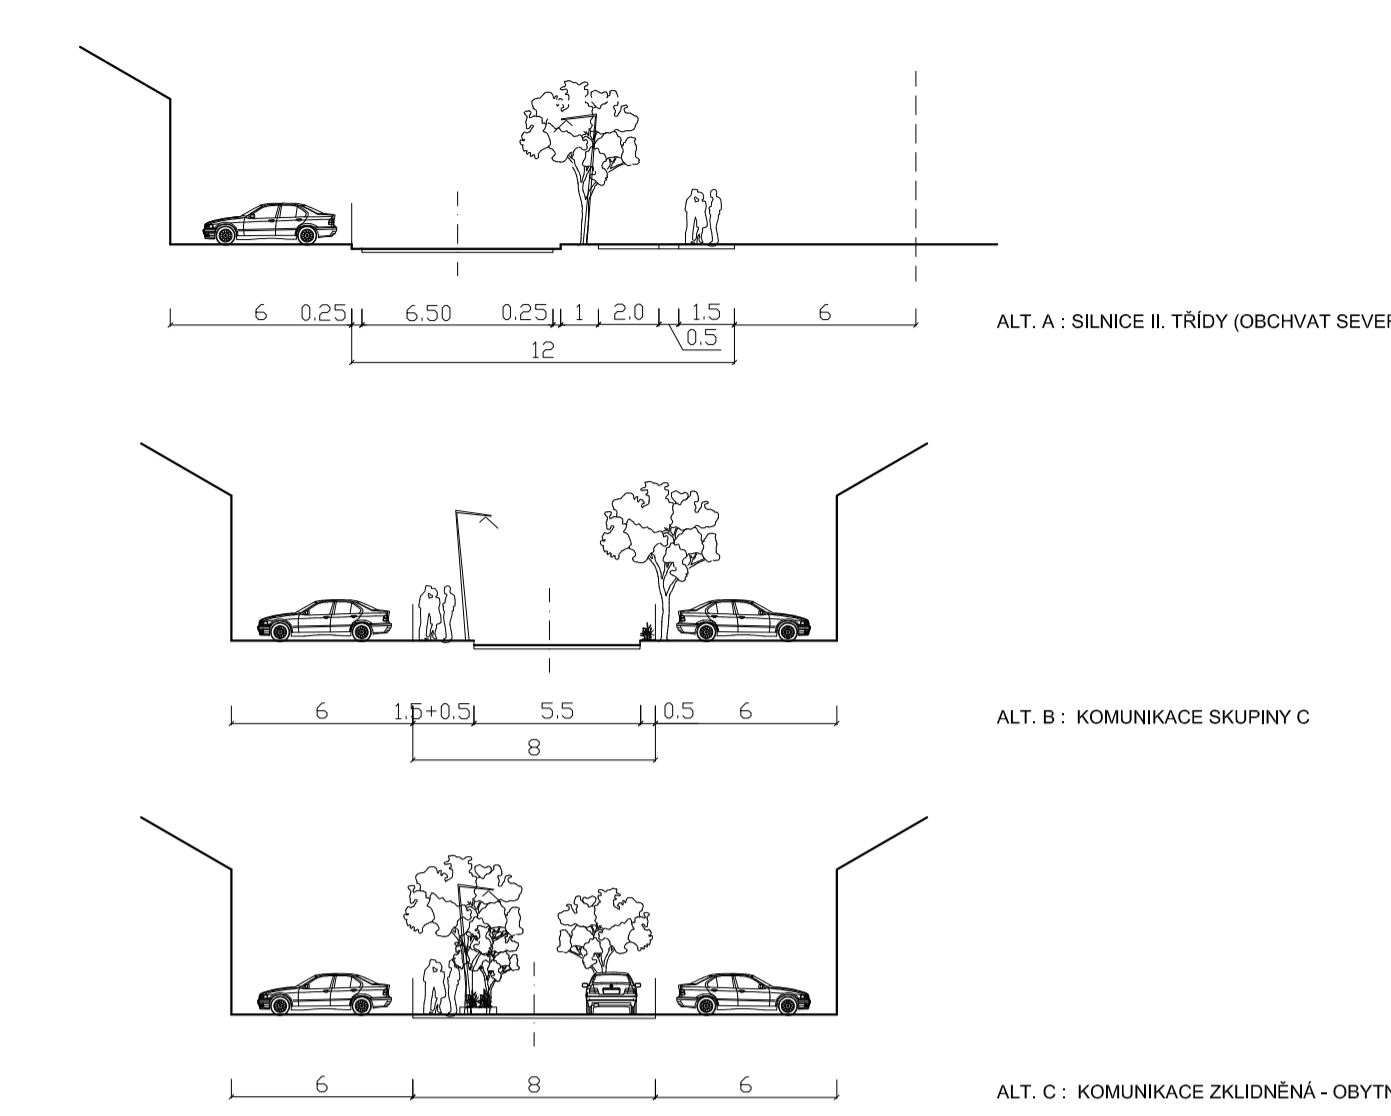 6 0.25 6.50 0.25 1 2.0 1.5 6
0.5
12
ALT. A : SILNICE II. TŘÍDY (OBCHVAT SEVER
6 1.5+0.5 5.5 0.5 6
8
ALT. B : KOMUNIKACE SKUPINY C
6 8 6
ALT. C : KOMUNIKACE ZKLIDNĚNÁ - OBYTN